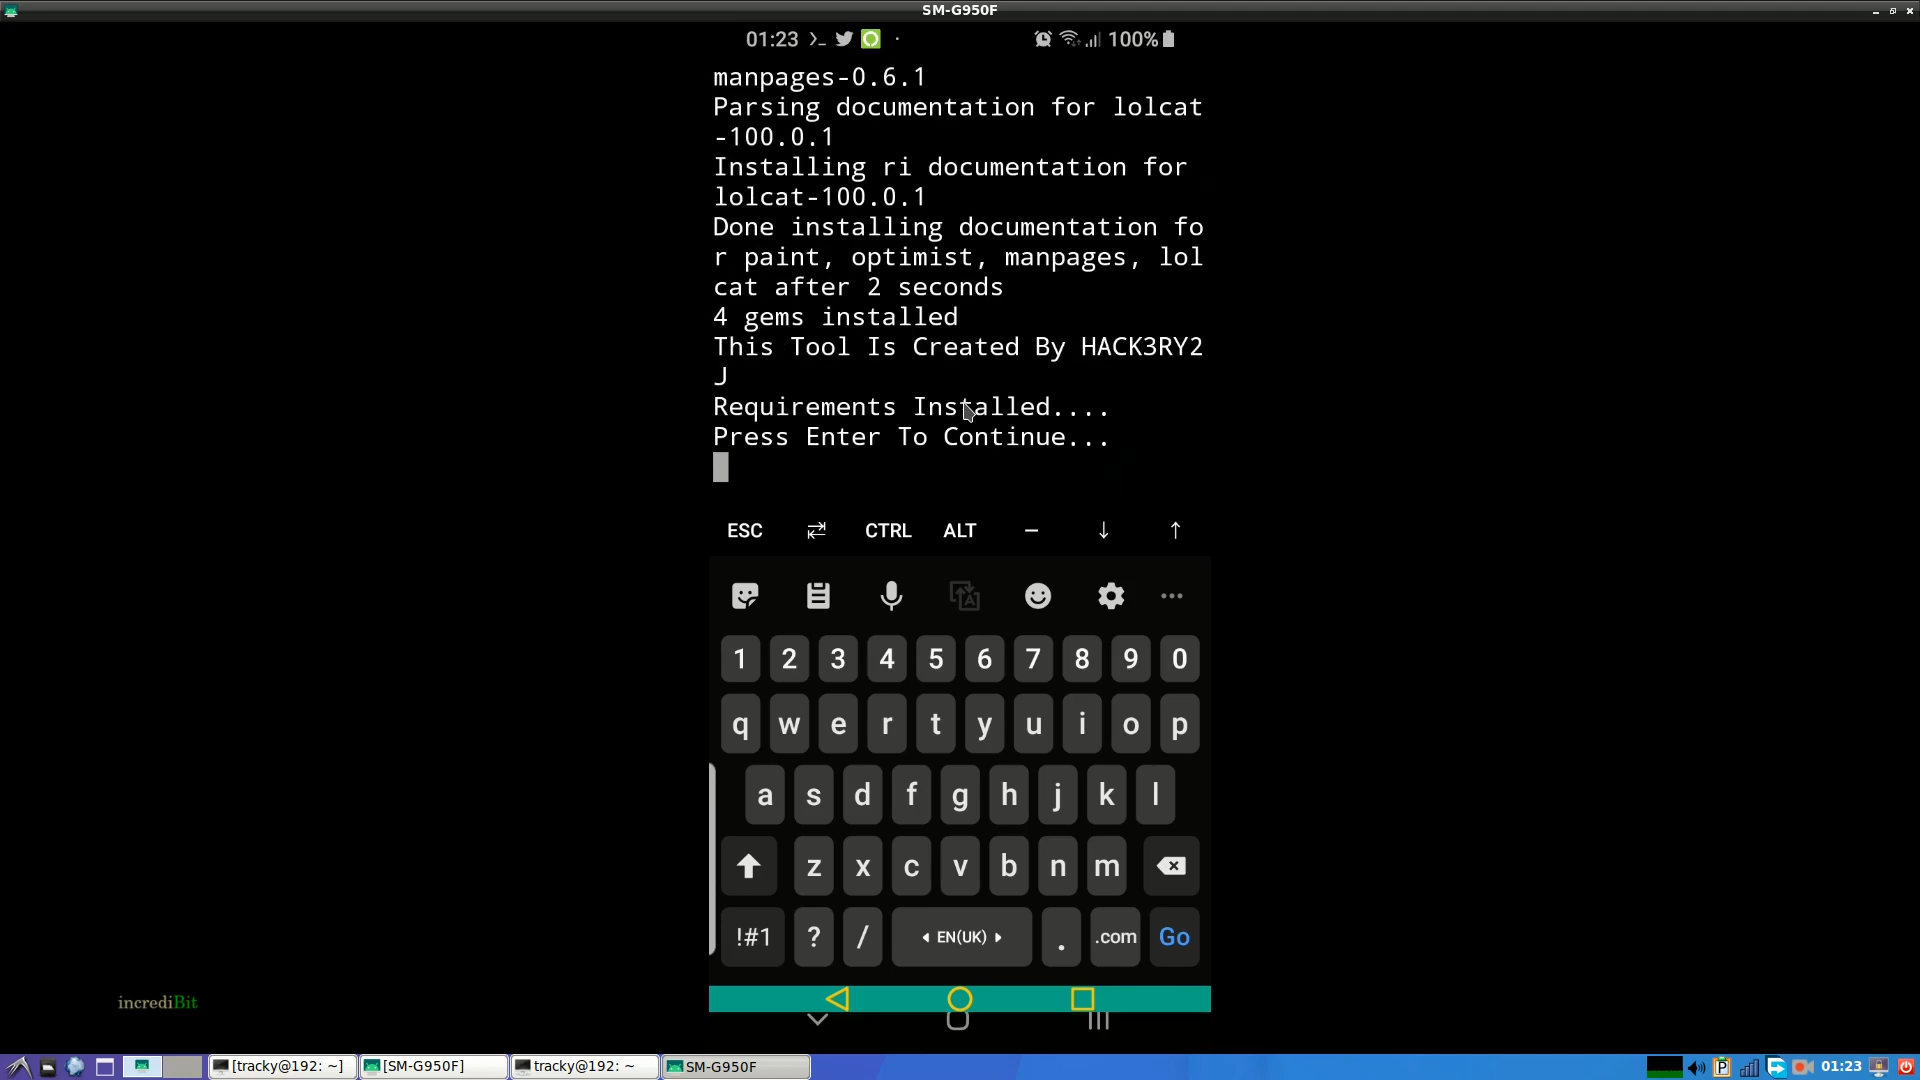 SM-G950F
01:23 100%
manpages-0.6.1
Parsing documentation for lolcat
-100.0.1
Installing ri documentation for
lolcat-100.0.1
Done installing documentation fo
r paint, optimist, manpages, lol
cat after 2 seconds
4 gems installed
This Tool Is Created By HACK3RY2
J
Requirements Installed....
Press Enter To Continue...
ESC CTRL ALT – ↓ ↑
1 2 3 4 5 6 7 8 9 0
q w e r t y u i o p
a s d f g h j k l
z x c v b n m
!#1 ? / EN(UK) . .com Go
incrediBit
[tracky@192: ~] [SM-G950F] tracky@192: ~ SM-G950F P 01:23